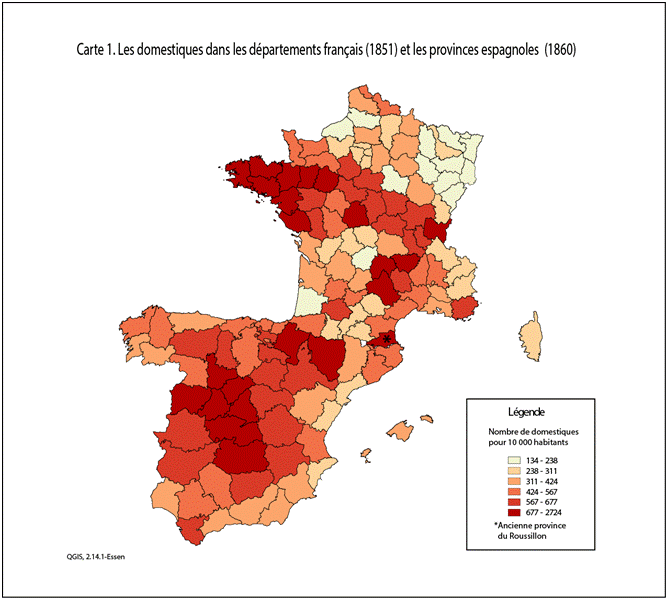 Carte 1. Les domestiques dans les départements français (1851) et les provinces espagnoles (1860)
Légende
Nombre de domestiques
pour 10 000 habitants
134 - 238
238 - 311
311 - 424
424 - 567
567 - 677
677 - 2724
*Ancienne province
du Roussillon
*
QGIS, 2.14.1-Essen